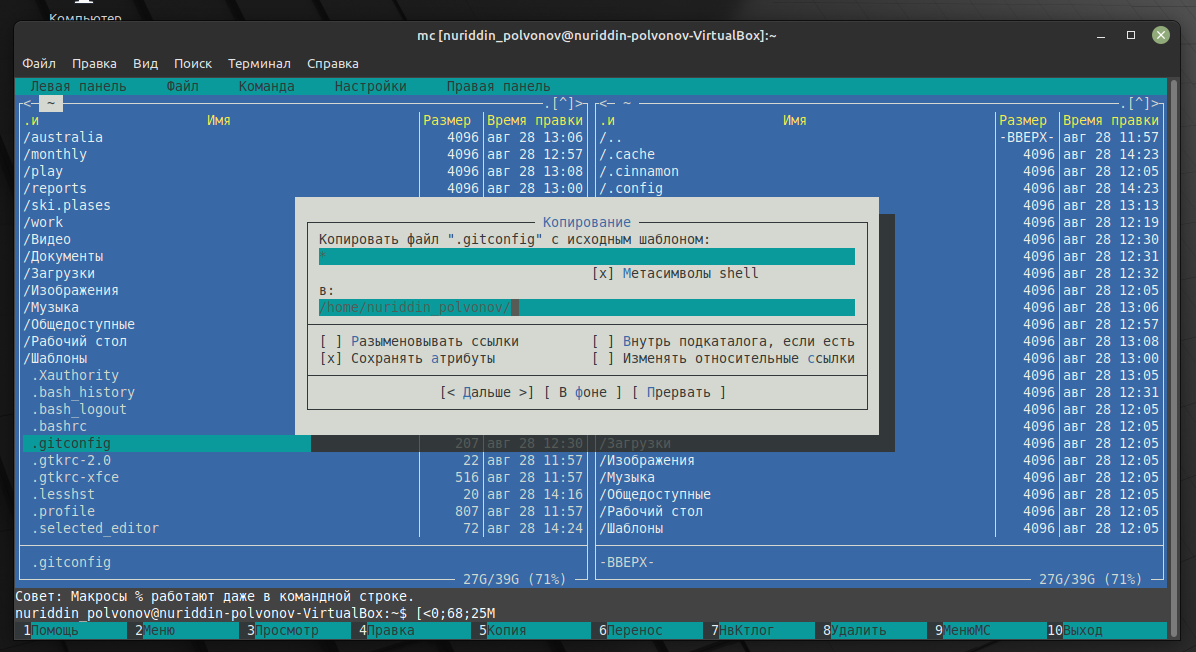 Компьютер
mc [nuriddin_polvonov@nuriddin-polvonov-VirtualBox]:~
Файл Правка Вид Поиск Терминал Справка
Левая панель Файл Команда Настройки Правая панель
<─ ~ .[^]> <─ ~ .[^]>
.и Имя Размер Время правки .и Имя Размер Время правки
/australia 4096 авг 28 13:06 /.. -ВВЕРХ- авг 28 11:57
/monthly 4096 авг 28 12:57 /.cache 4096 авг 28 14:23
/play 4096 авг 28 13:08 /.cinnamon 4096 авг 28 12:05
/reports 4096 авг 28 13:00 /.config 4096 авг 28 14:23
/ski.plases 4096 авг 28 13:13
/work Копирование 4096 авг 28 12:19
/Видео Копировать файл ".gitconfig" с исходным шаблоном: 4096 авг 28 12:30
/Документы * 4096 авг 28 12:31
/Загрузки [x] Метасимволы shell 4096 авг 28 12:32
/Изображения в: 4096 авг 28 12:05
/Музыка /home/nuriddin_polvonov/ 4096 авг 28 13:06
/Общедоступные 4096 авг 28 12:57
/Рабочий стол [ ] Разыменовывать ссылки [ ] Внутрь подкаталога, если есть 4096 авг 28 13:08
/Шаблоны [x] Сохранять атрибуты [ ] Изменять относительные ссылки 4096 авг 28 13:00
.Xauthority 4096 авг 28 13:05
.bash_history [< Дальше >] [ В фоне ] [ Прервать ] 4096 авг 28 12:31
.bash_logout 4096 авг 28 12:05
.bashrc 4096 авг 28 12:05
.gitconfig 207 авг 28 12:30 /Загрузки 4096 авг 28 12:05
.gtkrc-2.0 22 авг 28 11:57 /Изображения 4096 авг 28 12:05
.gtkrc-xfce 516 авг 28 11:57 /Музыка 4096 авг 28 12:05
.lesshst 20 авг 28 14:16 /Общедоступные 4096 авг 28 12:05
.profile 807 авг 28 11:57 /Рабочий стол 4096 авг 28 12:05
.selected_editor 72 авг 28 14:24 /Шаблоны 4096 авг 28 12:05
.gitconfig -ВВЕРХ-
27G/39G (71%) 27G/39G (71%)
Совет: Макросы % работают даже в командной строке.
nuriddin_polvonov@nuriddin-polvonov-VirtualBox:~$ [<0;68;25M
1Помощь 2Меню 3Просмотр 4Правка 5Копия 6Перенос 7НвКтлог 8Удалить 9МенюМС 10Выход